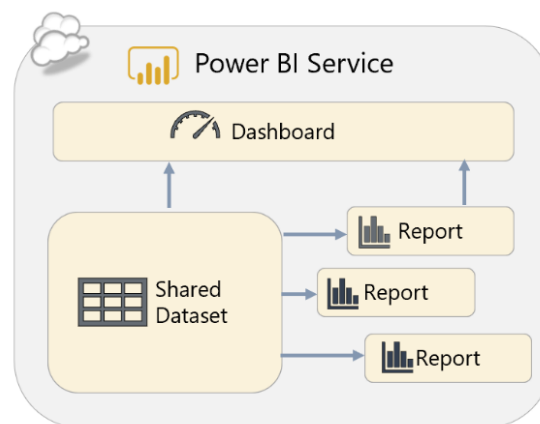 Power BI Service
Dashboard
Report
Shared
Dataset
Report
Report